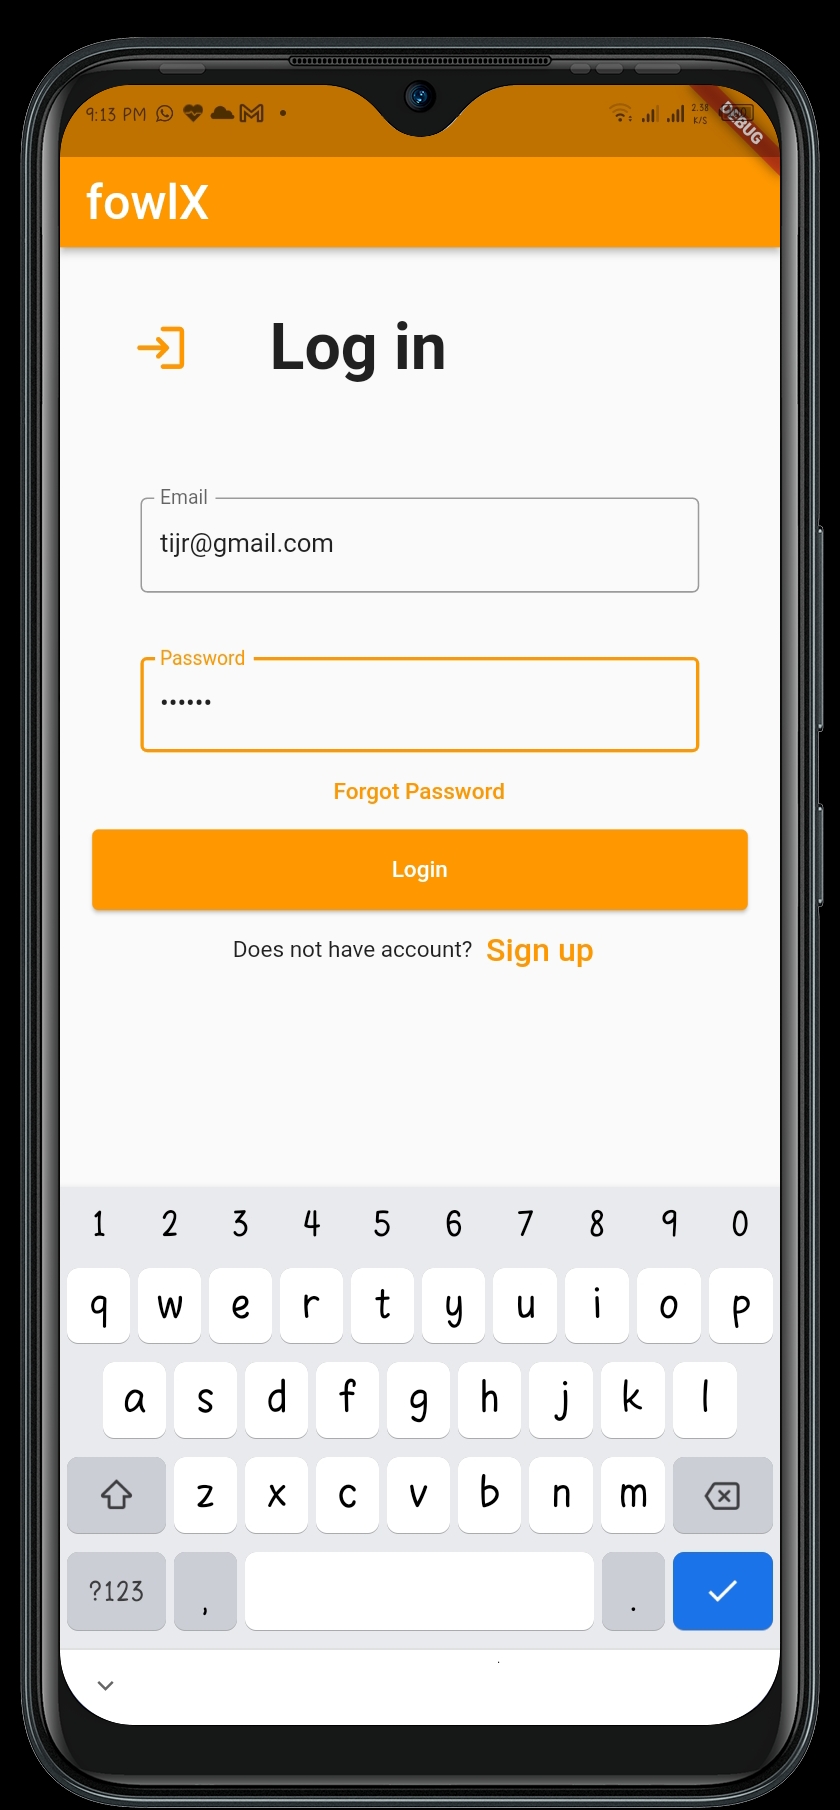 9:13 PM
2.38
K/S
DEBUG
fowlX
Log in
Email
tijr@gmail.com
Password
••••••
Forgot Password
Login
Does not have account? Sign up
1 2 3 4 5 6 7 8 9 0
q w e r t y u i o p
a s d f g h j k l
z x c v b n m
?123 , .